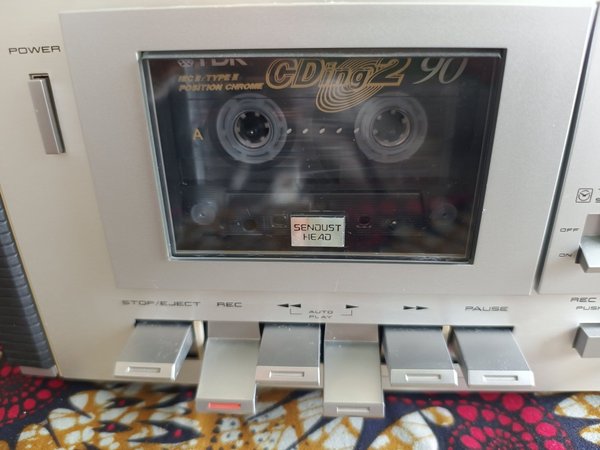 POWER
TDK
IEC II/TYPE II
POSITION CHROME
CDing2 90
A
SENDUST
HEAD
OFF
ON
STOP/EJECT
REC
AUTO
PLAY
PAUSE
REC